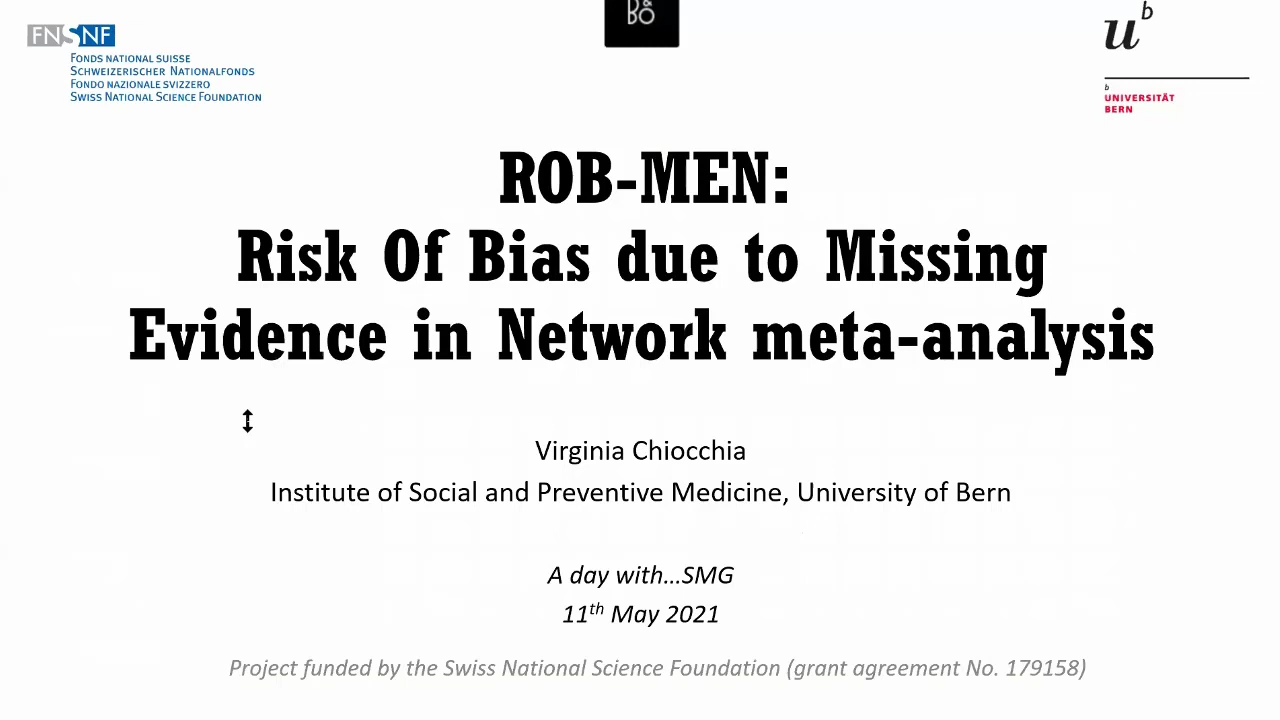 FNSNF
FONDS NATIONAL SUISSE
SCHWEIZERISCHER NATIONALFONDS
FONDO NAZIONALE SVIZZERO
SWISS NATIONAL SCIENCE FOUNDATION
B&O
u^b
b
UNIVERSITÄT
BERN
ROB-MEN:
Risk Of Bias due to Missing
Evidence in Network meta-analysis
Virginia Chiocchia
Institute of Social and Preventive Medicine, University of Bern
A day with...SMG
11th May 2021
Project funded by the Swiss National Science Foundation (grant agreement No. 179158)